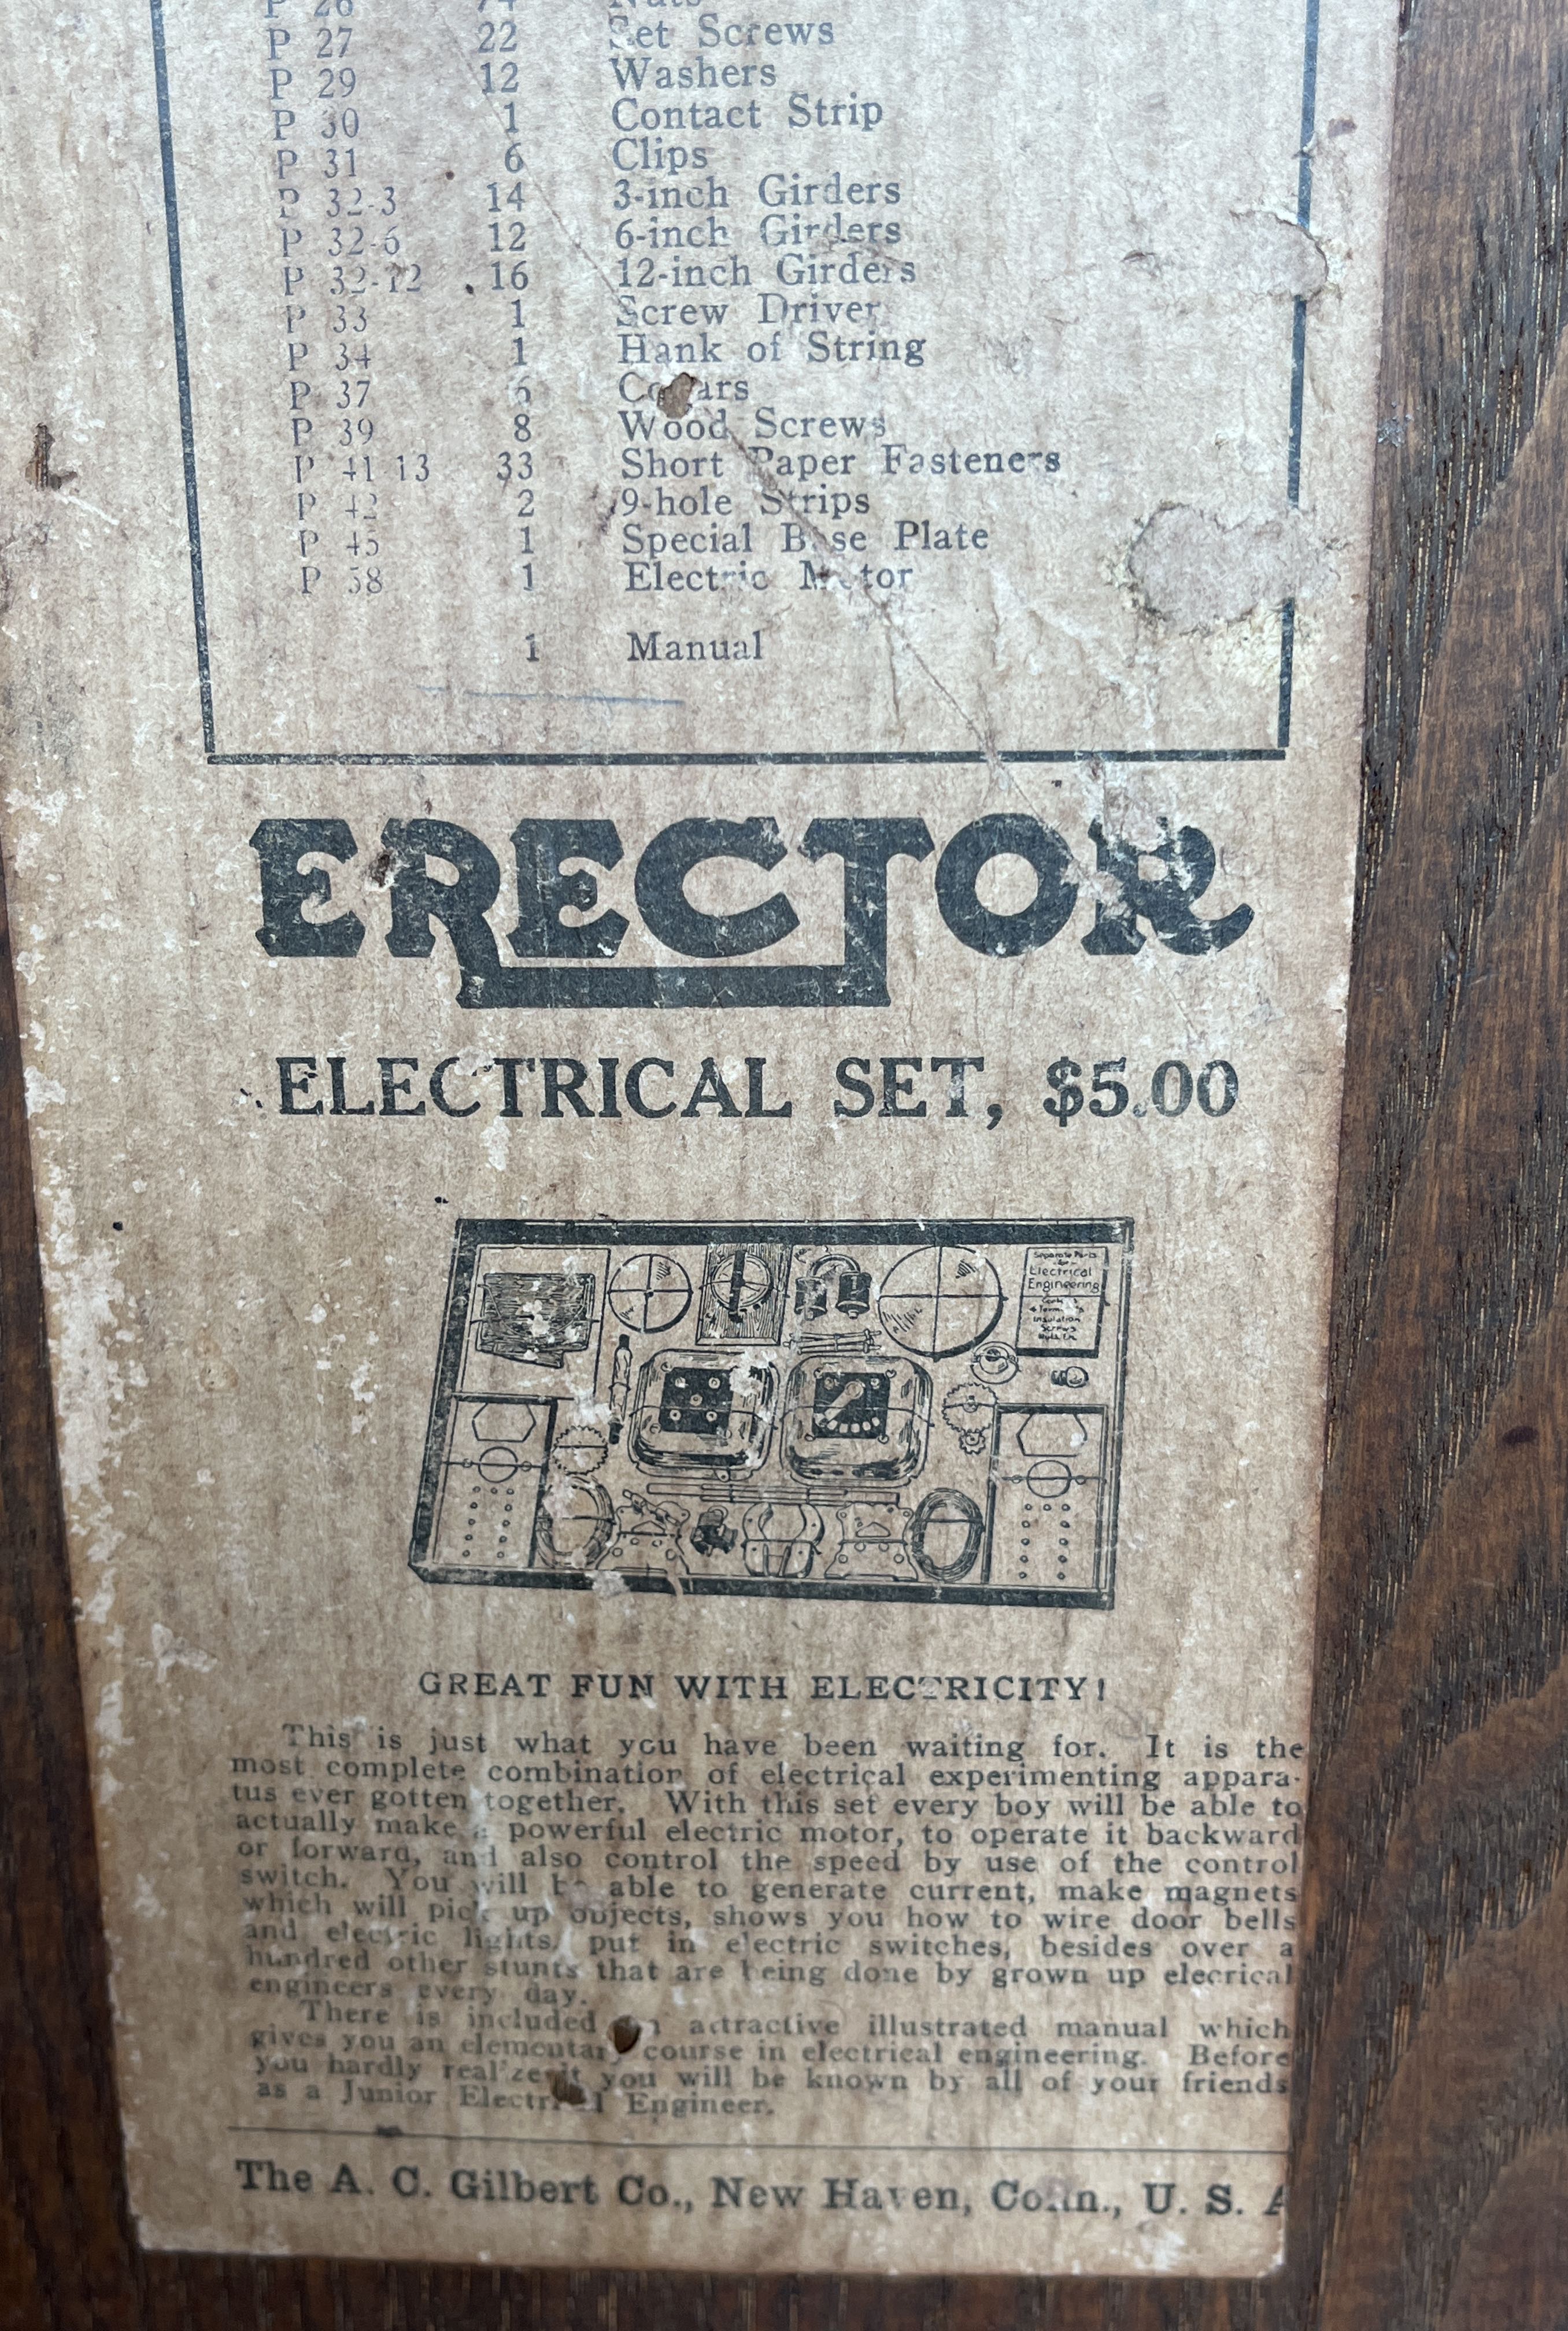 P 26 74 Nuts
P 27 22 Set Screws
P 29 12 Washers
P 30 1 Contact Strip
P 31 6 Clips
P 32-3 14 3-inch Girders
P 32-6 12 6-inch Girders
P 32-12 16 12-inch Girders
P 33 1 Screw Driver
P 34 1 Hank of String
P 37 6 Collars
P 39 8 Wood Screws
P 41 13 33 Short Paper Fasteners
P 42 2 9-hole Strips
P 45 1 Special Base Plate
P 58 1 Electric Motor
1 Manual
ERECTOR
ELECTRICAL SET, $5.00
Separate Parts
for
Electrical
Engineering
Insulation
Screws
GREAT FUN WITH ELECTRICITY!
This is just what you have been waiting for. It is the
most complete combination of electrical experimenting appara-
tus ever gotten together. With this set every boy will be able to
actually make a powerful electric motor, to operate it backward
or forward, and also control the speed by use of the control
switch. You will be able to generate current, make magnets
which will pick up objects, shows you how to wire door bells
and electric lights, put in electric switches, besides over a
hundred other stunts that are being done by grown up elecrical
engineers every day.
There is included an attractive illustrated manual which
gives you an elementary course in electrical engineering. Before
you hardly realize it you will be known by all of your friends
as a Junior Electrical Engineer.
The A. C. Gilbert Co., New Haven, Conn., U. S. A